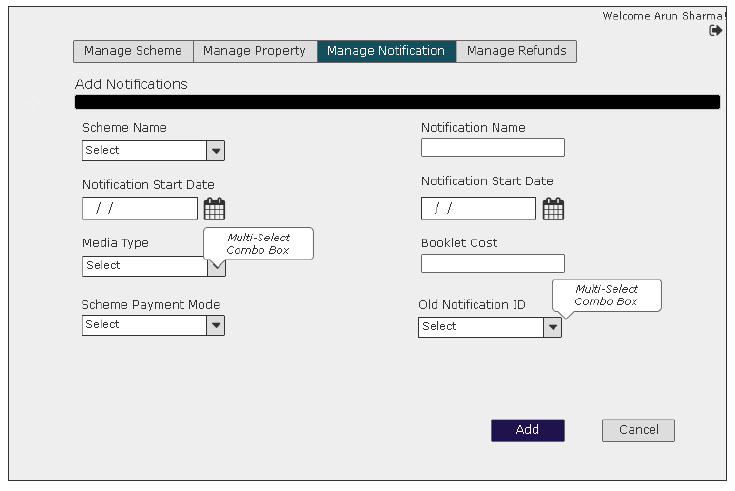 Welcome Arun Sharma!
Manage Scheme Manage Property Manage Notification Manage Refunds
Add Notifications
Scheme Name Notification Name
Select
Notification Start Date Notification Start Date
/ / / /
Media Type Multi-Select Combo Box Booklet Cost
Select
Multi-Select Combo Box
Scheme Payment Mode Old Notification ID
Select Select
Add Cancel